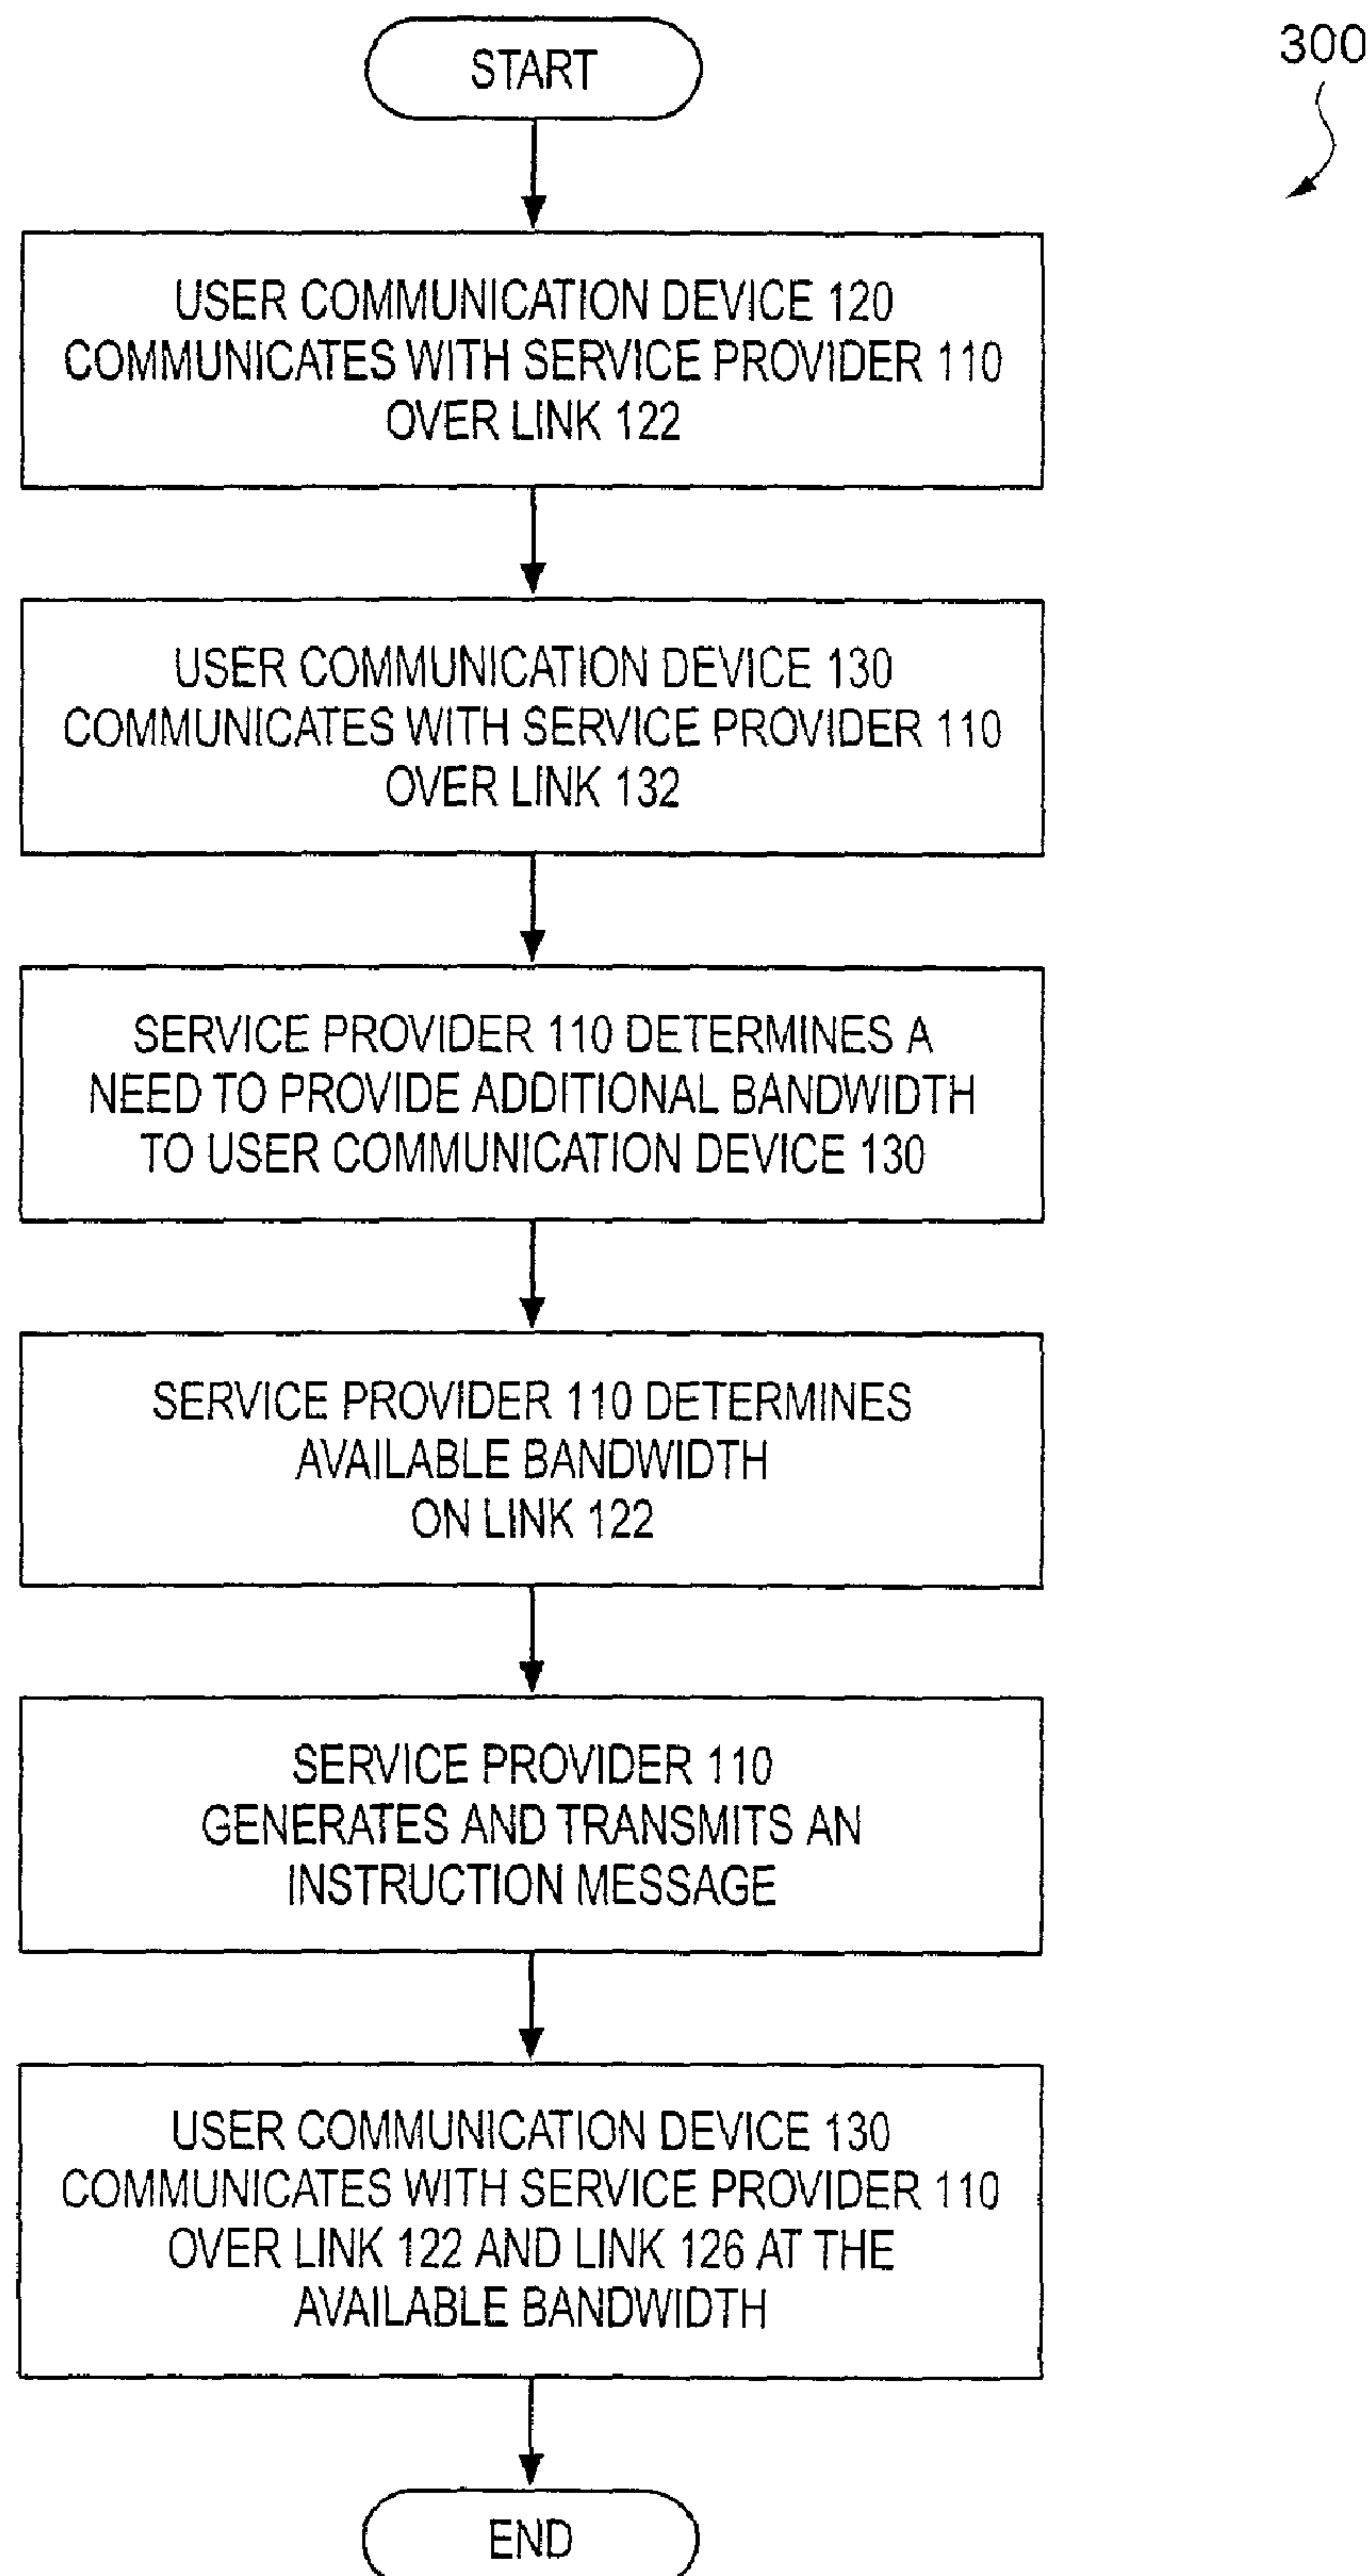 START
300
USER COMMUNICATION DEVICE 120
COMMUNICATES WITH SERVICE PROVIDER 110
OVER LINK 122
USER COMMUNICATION DEVICE 130
COMMUNICATES WITH SERVICE PROVIDER 110
OVER LINK 132
SERVICE PROVIDER 110 DETERMINES A
NEED TO PROVIDE ADDITIONAL BANDWIDTH
TO USER COMMUNICATION DEVICE 130
SERVICE PROVIDER 110 DETERMINES
AVAILABLE BANDWIDTH
ON LINK 122
SERVICE PROVIDER 110
GENERATES AND TRANSMITS AN
INSTRUCTION MESSAGE
USER COMMUNICATION DEVICE 130
COMMUNICATES WITH SERVICE PROVIDER 110
OVER LINK 122 AND LINK 126 AT THE
AVAILABLE BANDWIDTH
END